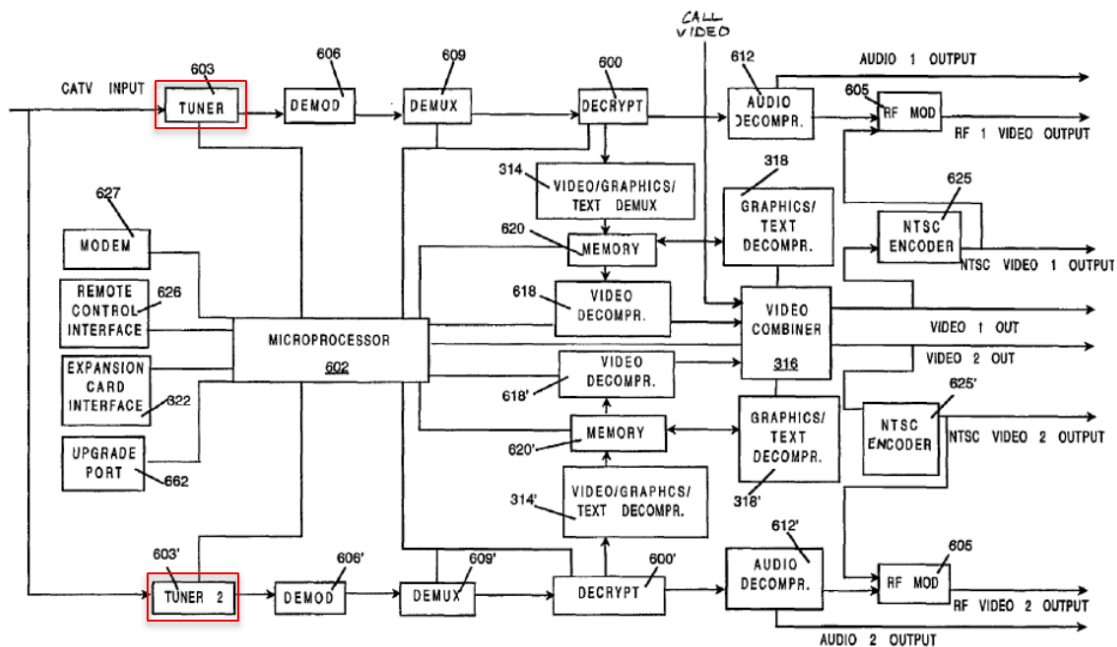 CALL
VIDEO
603
606
609
600
612
AUDIO 1 OUTPUT
CATV INPUT
605
TUNER
DEMOD
DEMUX
DECRYPT
AUDIO
DECOMPR.
RF MOD
RF 1 VIDEO OUTPUT
314
318
627
VIDEO/GRAPHICS/
TEXT DEMUX
625
MODEM
620
GRAPHICS/
TEXT
DECOMPR.
NTSC
ENCODER
MEMORY
NTSC VIDEO 1 OUTPUT
REMOTE
CONTROL
INTERFACE
626
618
VIDEO
DECOMPR.
VIDEO
COMBINER
316
VIDEO 1 OUT
MICROPROCESSOR
602
VIDEO 2 OUT
EXPANSION
CARD
INTERFACE
622
VIDEO
DECOMPR.
618'
625'
GRAPHICS/
TEXT
DECOMPR.
NTSC
ENCODER
NTSC VIDEO 2 OUTPUT
MEMORY
620'
UPGRADE
PORT
662
314'
VIDEO/GRAPHCS/
TEXT DECOMPR.
318'
603'
606'
609'
600'
612'
605
TUNER 2
DEMOD
DEMUX
DECRYPT
AUDIO
DECOMPR.
RF MOD
RF VIDEO 2 OUTPUT
AUDIO 2 OUTPUT